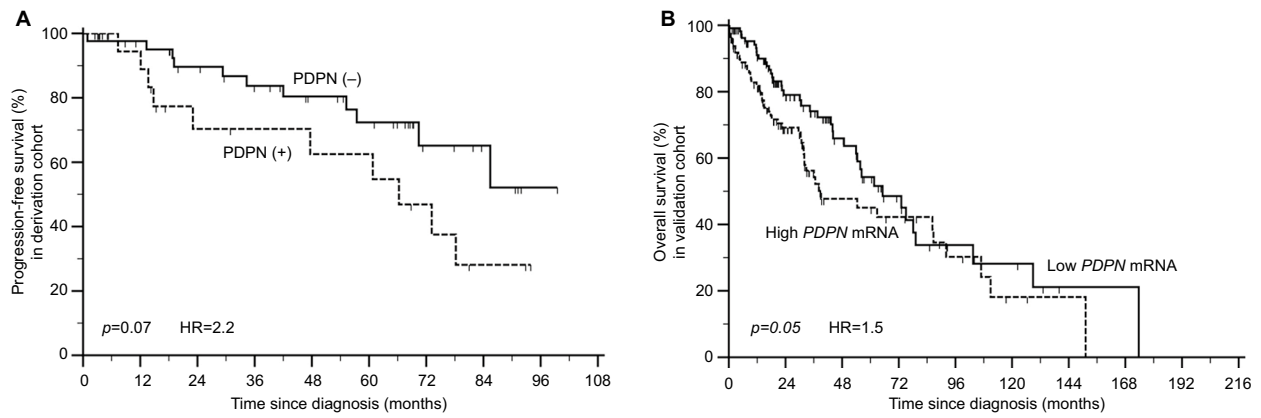 A
Progression-free survival (%)
in derivation cohort
100
80
60
40
20
0
PDPN (–)
PDPN (+)
p=0.07 HR=2.2
0 12 24 36 48 60 72 84 96 108
Time since diagnosis (months)
B
Overall survival (%)
in validation cohort
100
80
60
40
20
0
High PDPN mRNA
Low PDPN mRNA
p=0.05 HR=1.5
0 24 48 72 96 120 144 168 192 216
Time since diagnosis (months)